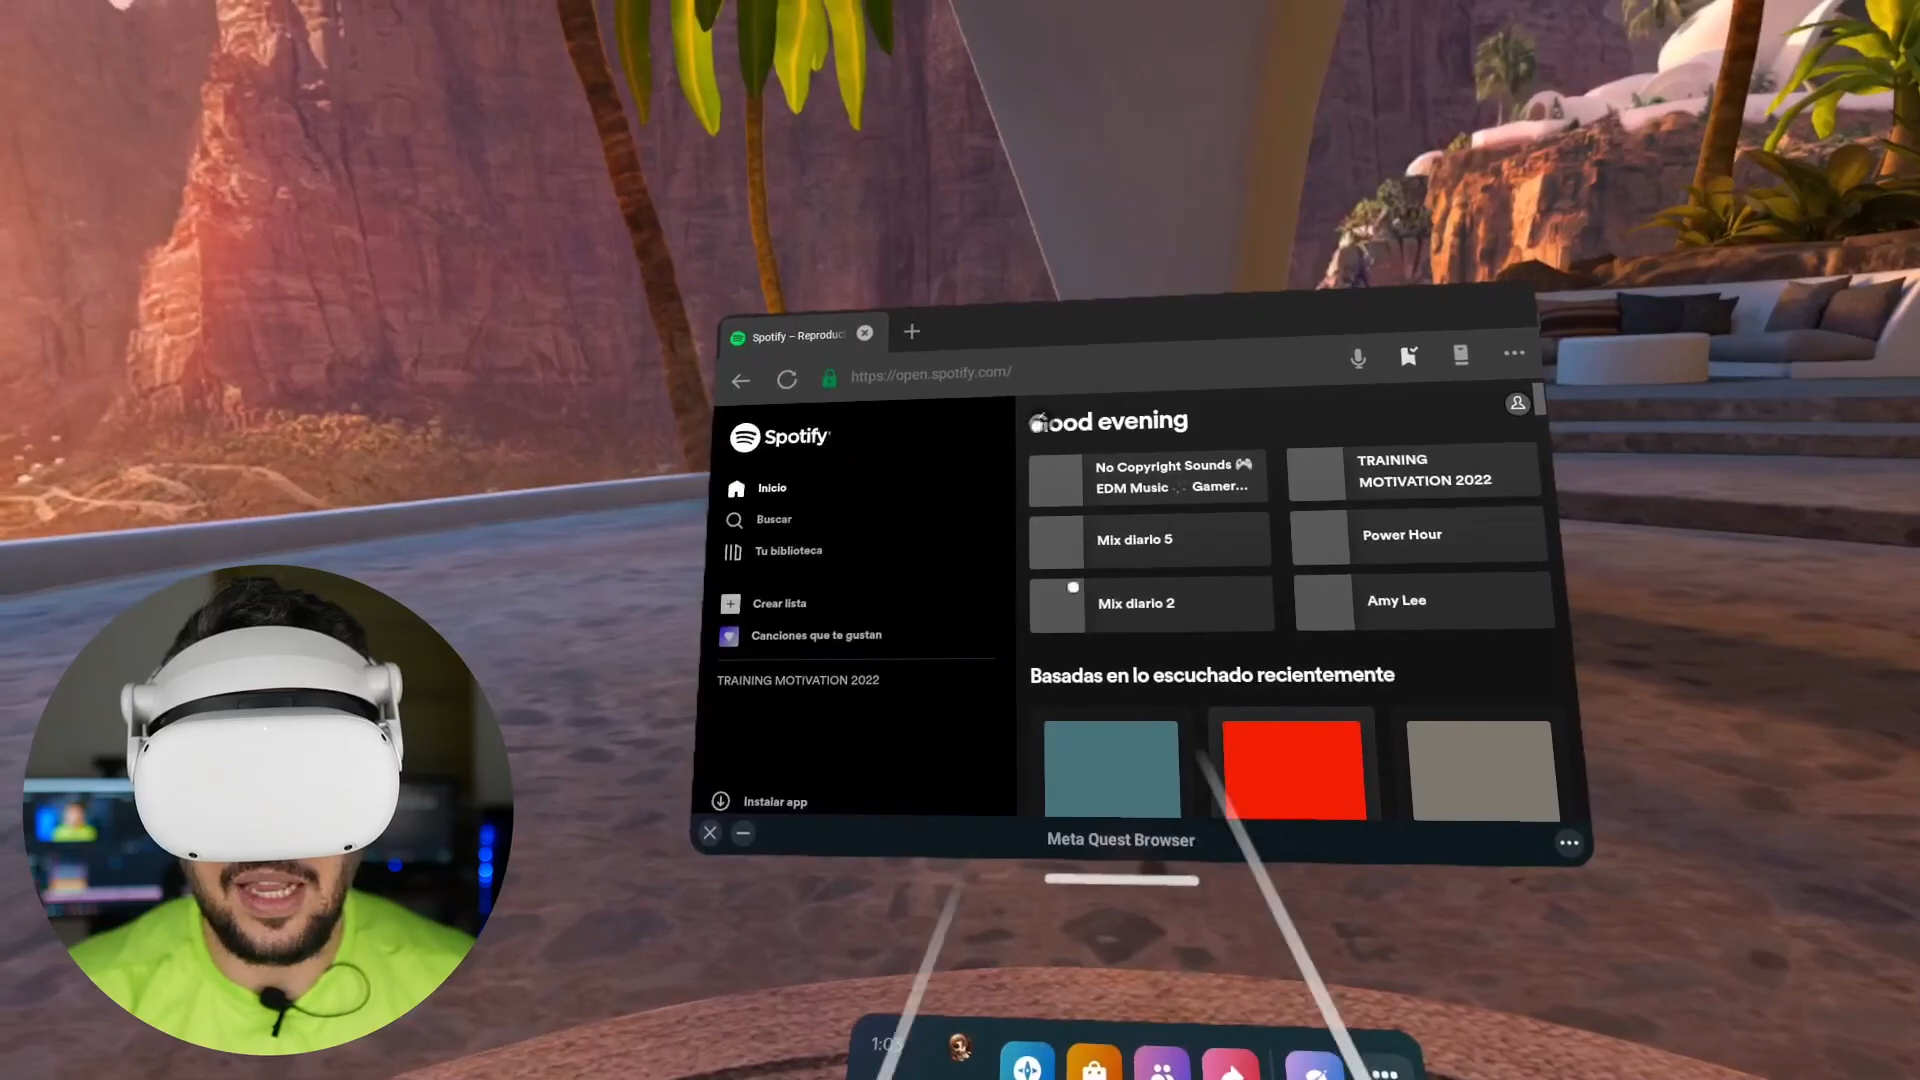 Spotify – Reproduc
https://open.spotify.com/
Spotify
Inicio
Buscar
Tu biblioteca
Crear lista
Canciones que te gustan
TRAINING MOTIVATION 2022
Instalar app
Good evening
No Copyright Sounds 🎮
EDM Music Gamer...
TRAINING
MOTIVATION 2022
Mix diario 5
Power Hour
Mix diario 2
Amy Lee
Basadas en lo escuchado recientemente
Meta Quest Browser